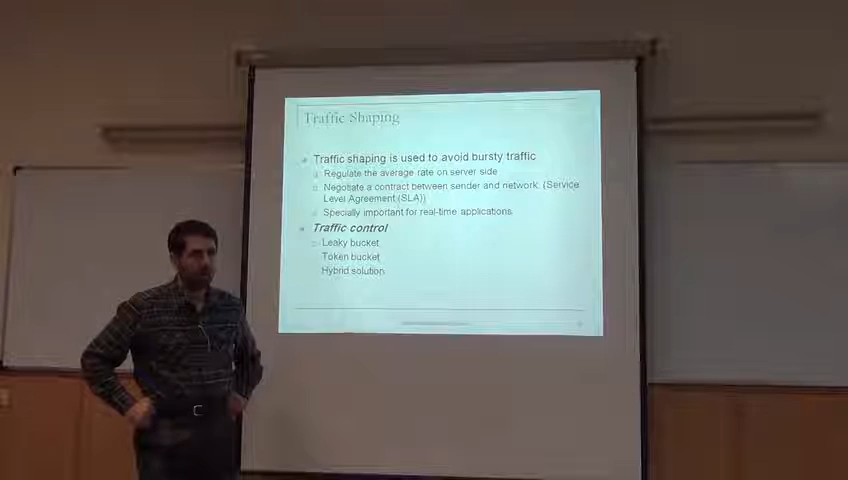 Traffic Shaping
Traffic shaping is used to avoid bursty traffic
Regulate the average rate on server side
Negotiate a contract between sender and network. (Service
Level Agreement (SLA))
Specially important for real-time applications.
Traffic control
Leaky bucket
Token bucket
Hybrid solution